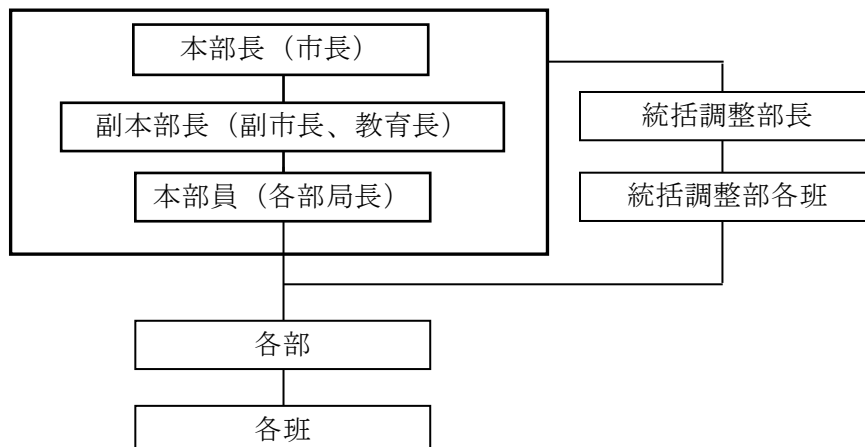 本部長（市長）
副本部長（副市長、教育長）
本部員（各部局長）
統括調整部長
統括調整部各班
各部
各班